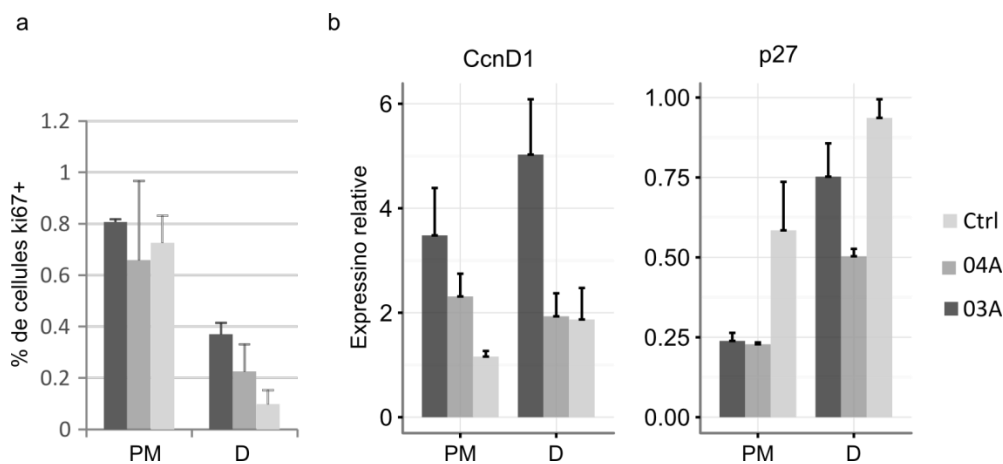 a
% de cellules ki67+
1.2
1
0.8
0.6
0.4
0.2
0
PM D
b
Expressino relative
CcnD1
6
4
2
0
PM D
p27
1.00
0.75
0.50
0.25
0.00
PM D
Ctrl
04A
03A